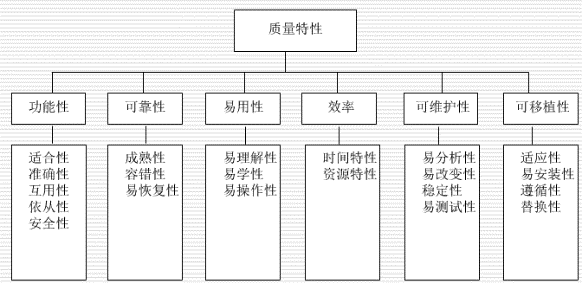 质量特性
功能性
可靠性
易用性
效率
可维护性
可移植性
适合性
准确性
互用性
依从性
安全性
成熟性
容错性
易恢复性
易理解性
易学性
易操作性
时间特性
资源特性
易分析性
易改变性
稳定性
易测试性
适应性
易安装性
遵循性
替换性